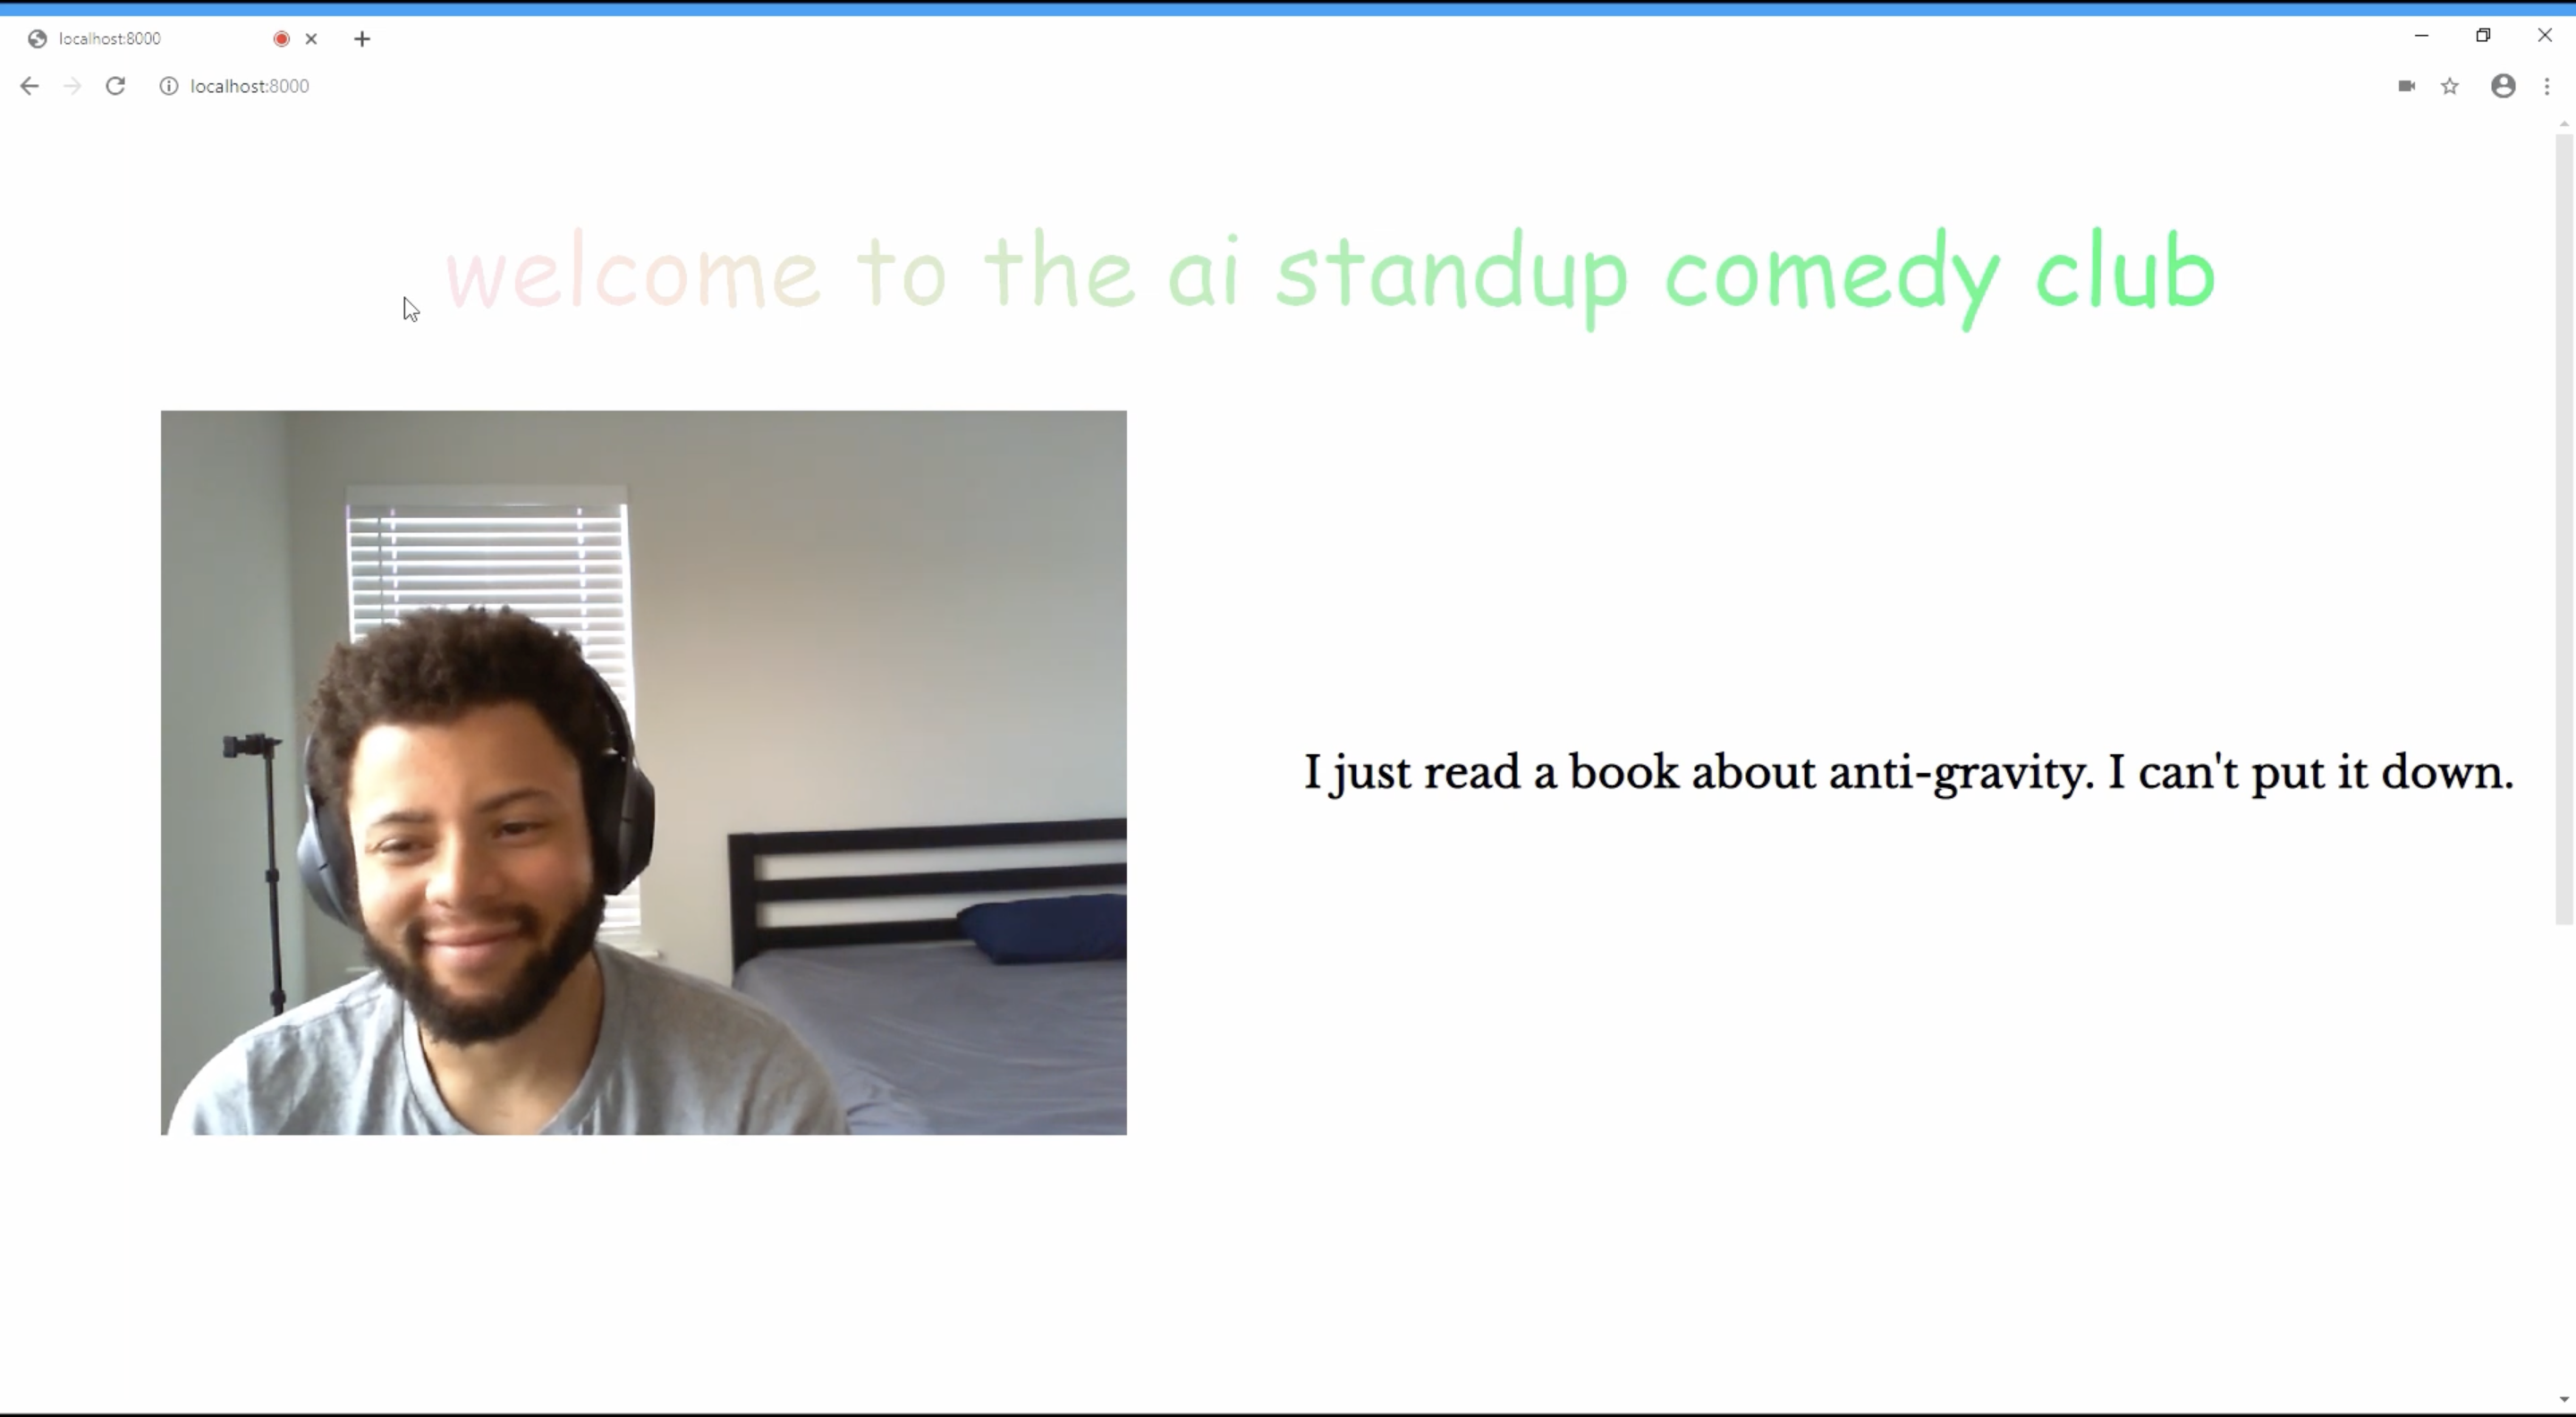 localhost:8000
localhost:8000
welcome to the ai standup comedy club
I just read a book about anti-gravity. I can't put it down.